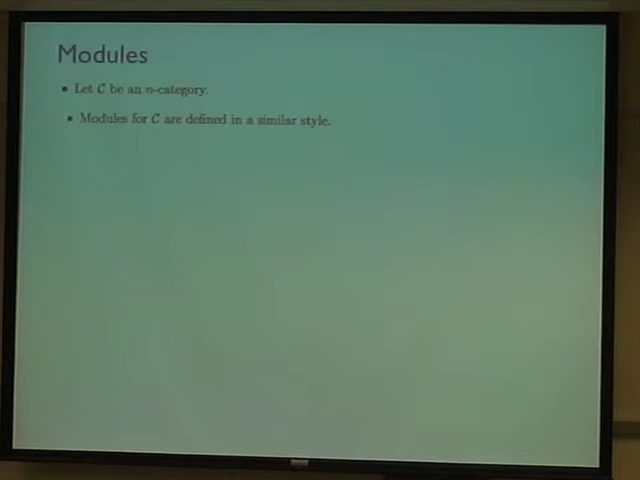 Modules
• Let C be an n-category.
• Modules for C are defined in a similar style.